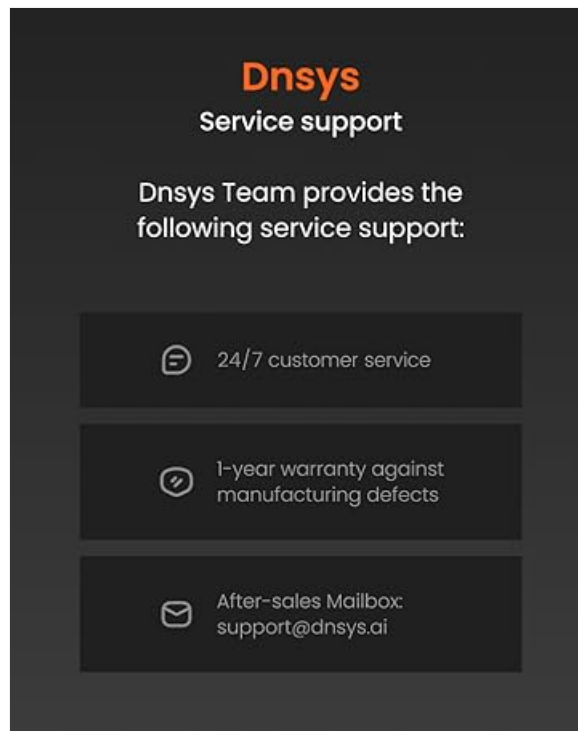 Dnsys
Service support
Dnsys Team provides the
following service support:
24/7 customer service
1-year warranty against
manufacturing defects
After-sales Mailbox:
support@dnsys.ai